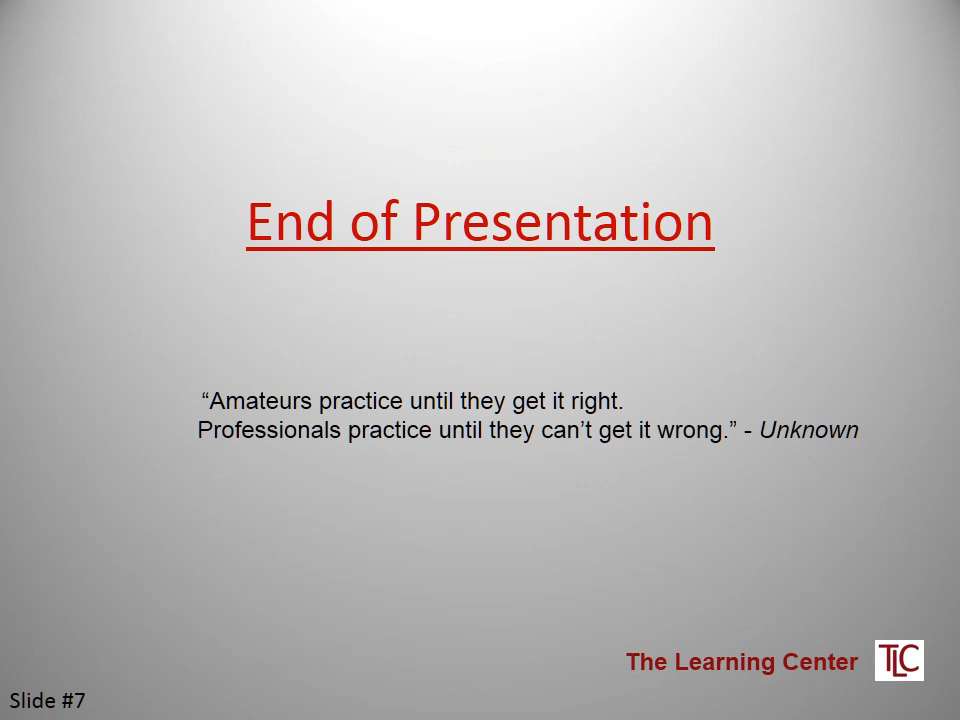 End of Presentation
“Amateurs practice until they get it right.
Professionals practice until they can’t get it wrong.” - Unknown
The Learning Center
TLC
Slide #7